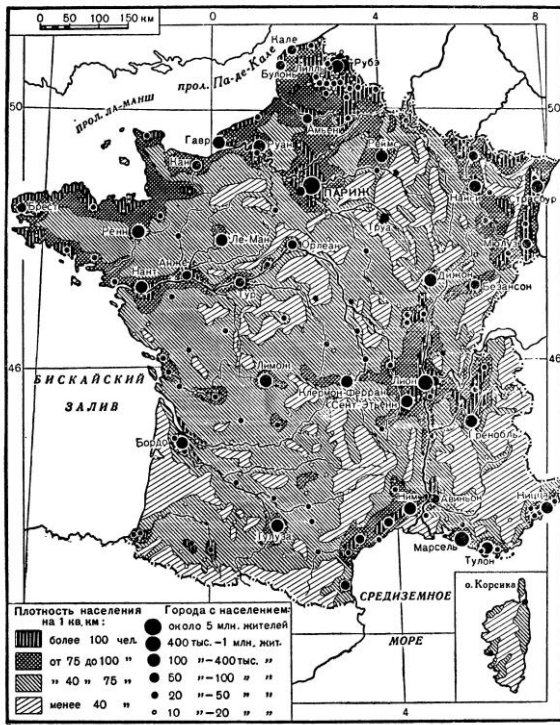 0 50 100 150 км
0
4
8
Кале
Рубэ
Лилль
Булонь
прол. Па-де-Кале
ПРОЛ. ЛА-МАНШ
50
50
Амьен
Гавр
Руан
Реймс
Кан
ПАРИЖ
Нанси
Страсбур
Брест
Труа
Ренн
Ле-Ман
Орлеан
Мюлуз
Анже
Дижон
Нант
Тур
Безансон
46
46
БИСКАЙСКИЙ
ЗАЛИВ
Лимож
Клермон-Ферран
Лион
Сент-Этьенн
Гренобль
Бордо
Ним
Авиньон
Ницца
Тулуза
Марсель
Тулон
СРЕДИЗЕМНОЕ
МОРЕ
о. Корсика
Плотность населения
на 1 кв. км:
более 100 чел.
от 75 до 100 "
" 40 " 75 "
менее 40 "
Города с населением:
около 5 млн. жителей
400 тыс. -1 млн. жит.
100 " -400 тыс. "
50 " -100 " "
20 " -50 " "
10 " -20 " "
4